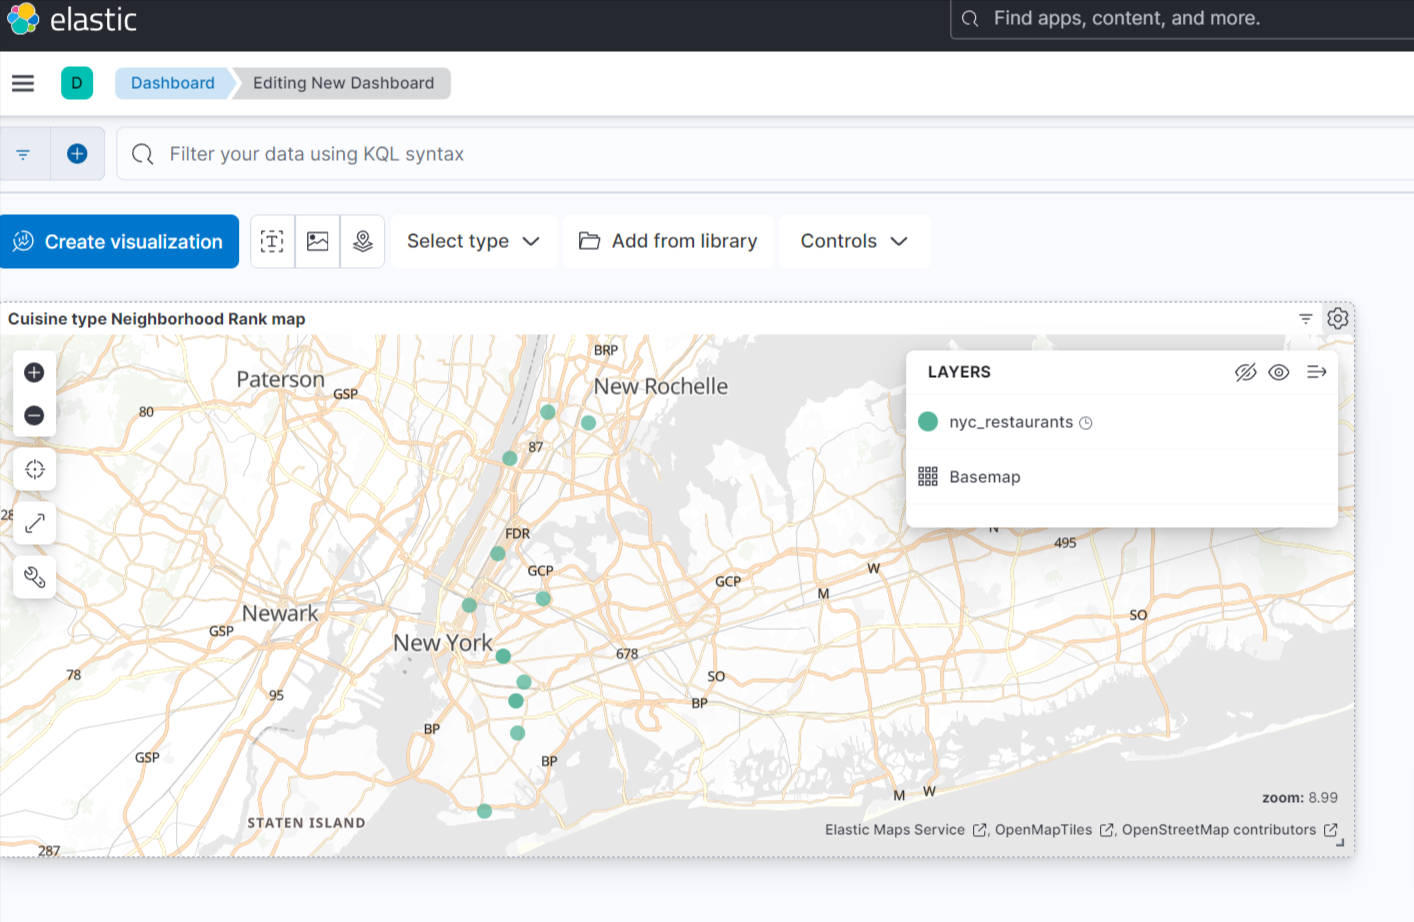 elastic
Find apps, content, and more.
D
Dashboard
Editing New Dashboard
Filter your data using KQL syntax
Create visualization
Select type
Add from library
Controls
Cuisine type Neighborhood Rank map
BRP
Paterson
New Rochelle
GSP
80
LAYERS
nyc_restaurants
87
Basemap
28
FDR
N
495
GCP
W
GCP
M
Newark
SO
GSP
New York
678
78
SO
95
BP
BP
GSP
BP
M
W
zoom: 8.99
STATEN ISLAND
Elastic Maps Service , OpenMapTiles , OpenStreetMap contributors
287